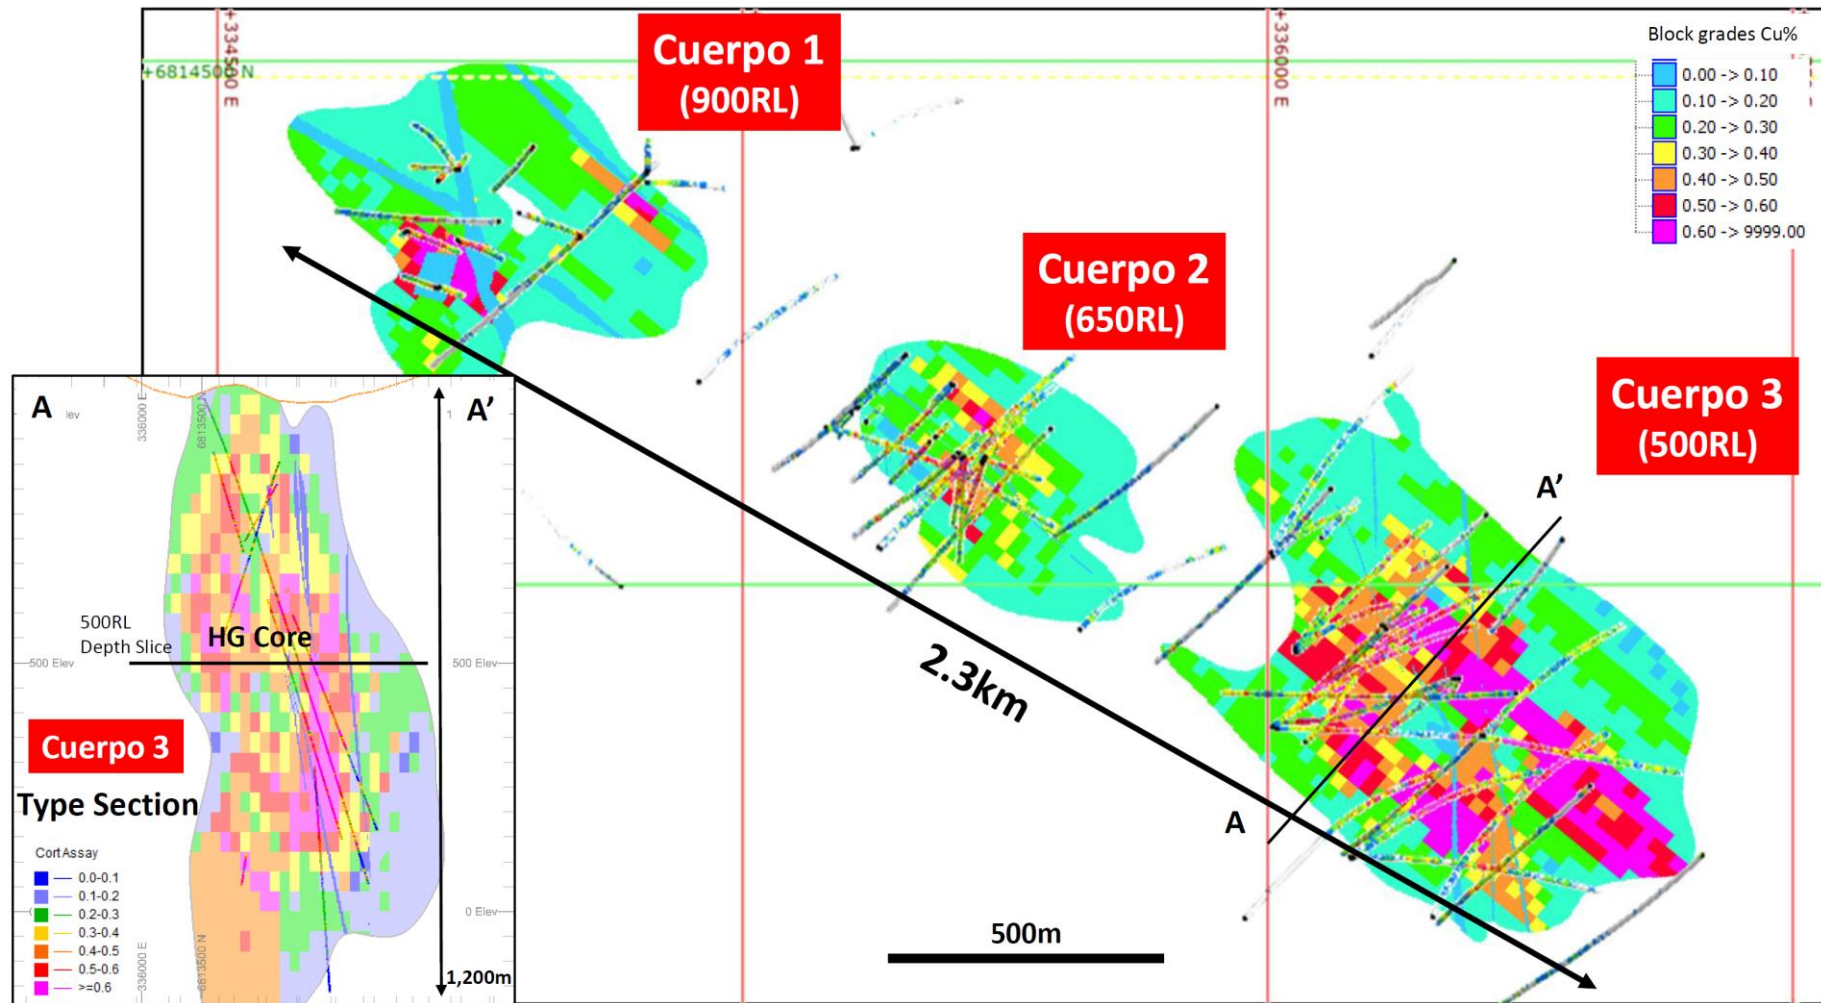 Cuerpo 1
(900RL)
+334500 E
+6814500 N
+336000 E
Block grades Cu%
0.00 -> 0.10
0.10 -> 0.20
0.20 -> 0.30
0.30 -> 0.40
0.40 -> 0.50
0.50 -> 0.60
0.60 -> 9999.00
Cuerpo 2
(650RL)
Cuerpo 3
(500RL)
A'
A
2.3km
500m
A
A'
336000 E
6813500 N
500RL
Depth Slice
HG Core
500 Elev
500 Elev
Cuerpo 3
Type Section
0 Elev
CortAssay
0.0-0.1
0.1-0.2
0.2-0.3
0.3-0.4
0.4-0.5
0.5-0.6
>=0.6
336000 E
6813500 N
1,200m